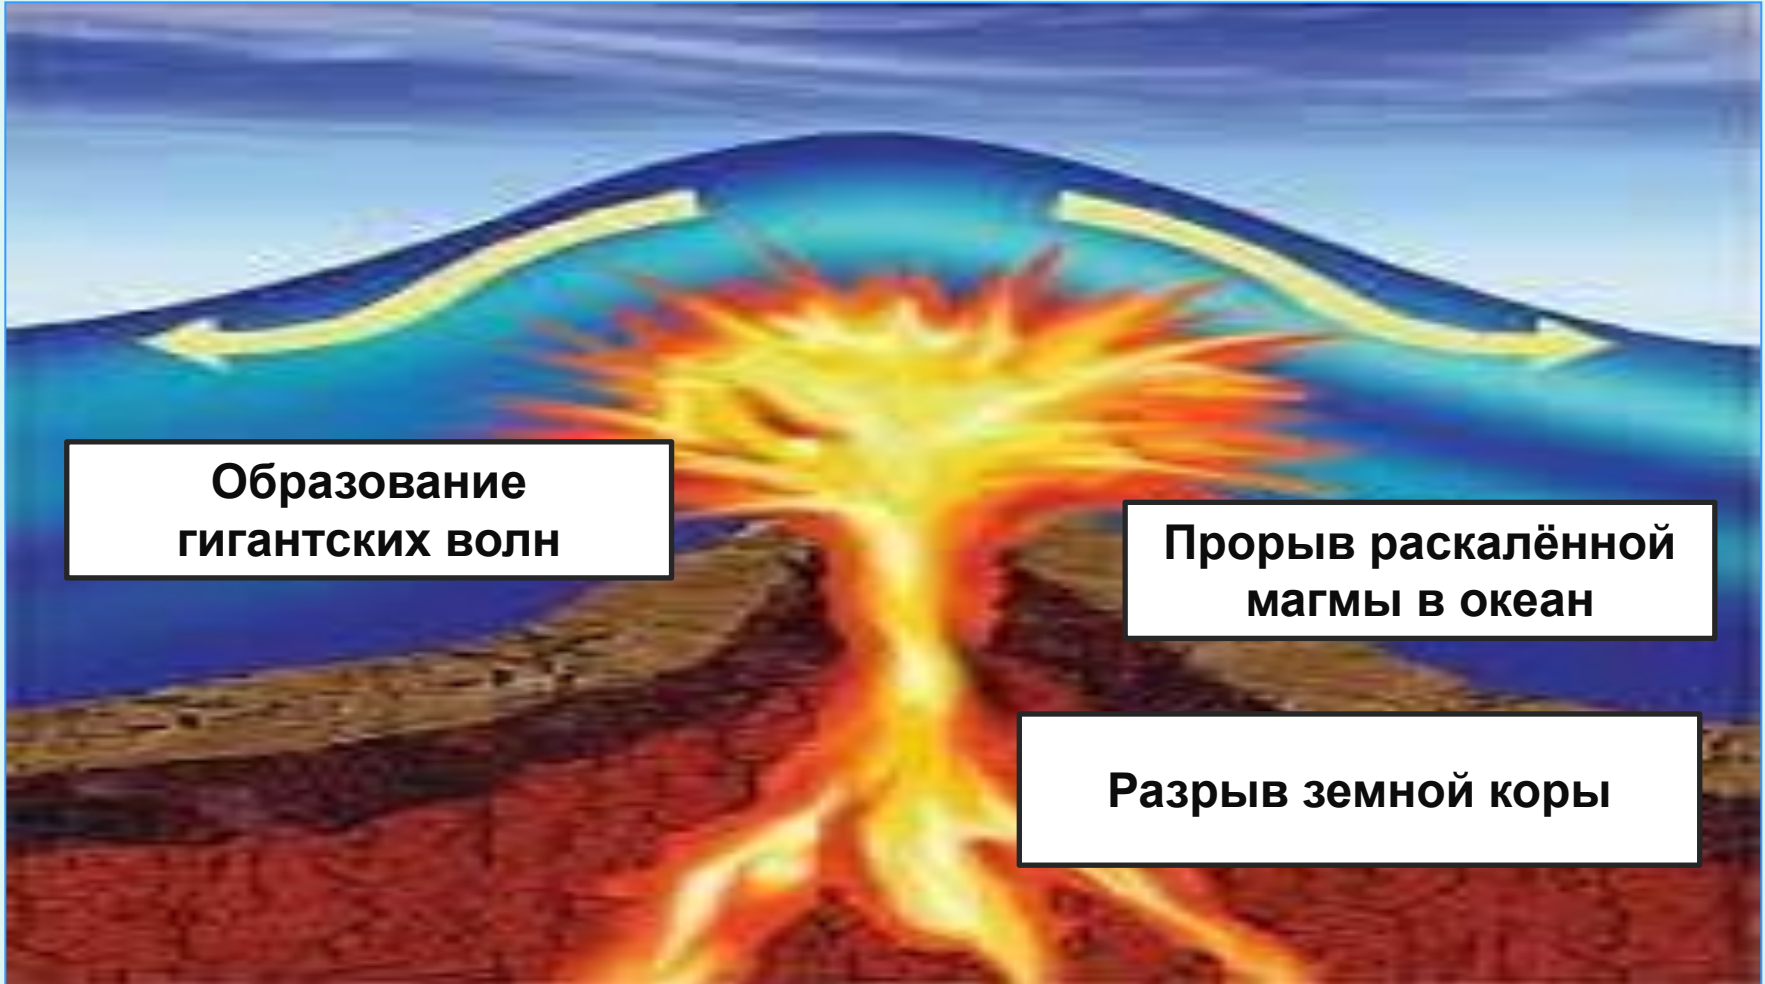 Образование
гигантских волн
Прорыв раскалённой
магмы в океан
Разрыв земной коры